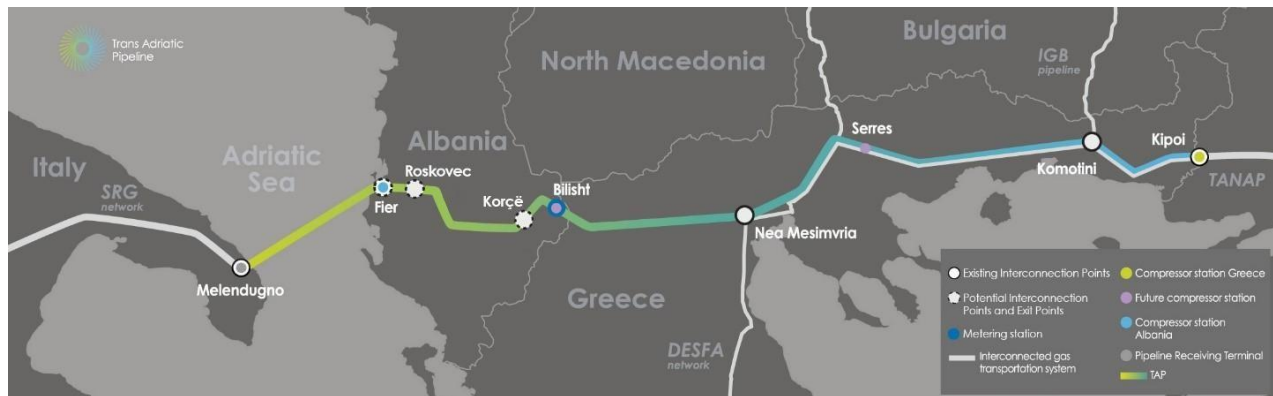 Trans Adriatic
Pipeline
North Macedonia
Bulgaria
IGB
pipeline
Serres
Kipoi
Albania
Italy
Adriatic
Sea
Roskovec
Komotini
TANAP
SRG
network
Korçë
Bilisht
Fier
Nea Mesimvria
Melendugno
Greece
DESFA
network
Existing Interconnection Points
Potential Interconnection
Points and Exit Points
Metering station
Interconnected gas
transportation system
Compressor station Greece
Future compressor station
Compressor station
Albania
Pipeline Receiving Terminal
TAP